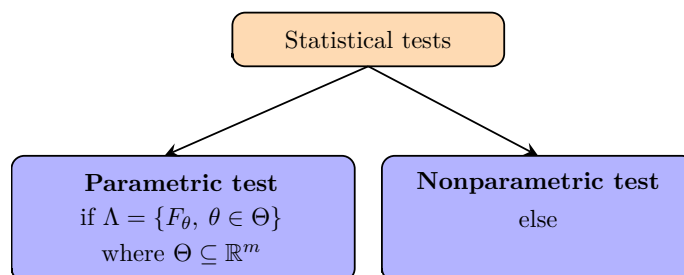 Statistical tests
Parametric test
if Λ = {F_θ, θ ∈ Θ}
where Θ ⊆ ℝ^m
Nonparametric test
else